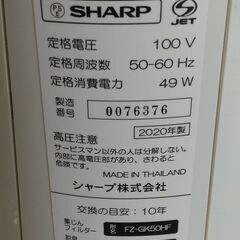 PS E SHARP S JET
定格電圧 100 V
定格周波数 50-60 Hz
定格消費電力 49 W
製造番号 0076376
2020年製
高圧注意
サービスマン以外の人は分解しないこと。
内部に高電圧部があり、さわると危険。
MADE IN THAILAND
シャープ株式会社
交換の目安：10年
集じんフィルター 形名 FZ-GK50HF